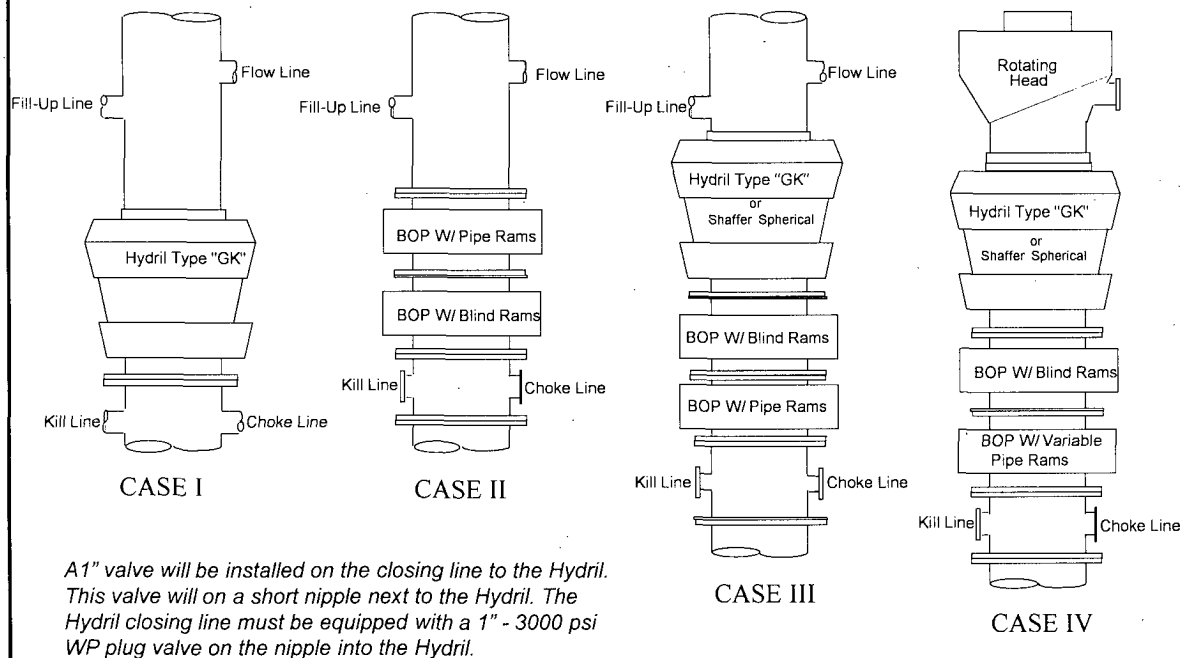 Flow Line
Fill-Up Line
Hydril Type "GK"
Kill Line
Choke Line
CASE I
Flow Line
Fill-Up Line
BOP W/ Pipe Rams
BOP W/ Blind Rams
Kill Line
Choke Line
CASE II
Flow Line
Fill-Up Line
Hydril Type "GK"
or
Shaffer Spherical
BOP W/ Blind Rams
BOP W/ Pipe Rams
Kill Line
Choke Line
CASE III
Rotating
Head
Hydril Type "GK"
or
Shaffer Spherical
BOP W/ Blind Rams
BOP W/ Variable
Pipe Rams
Kill Line
Choke Line
CASE IV
A1" valve will be installed on the closing line to the Hydril.
This valve will on a short nipple next to the Hydril. The
Hydril closing line must be equipped with a 1" - 3000 psi
WP plug valve on the nipple into the Hydril.